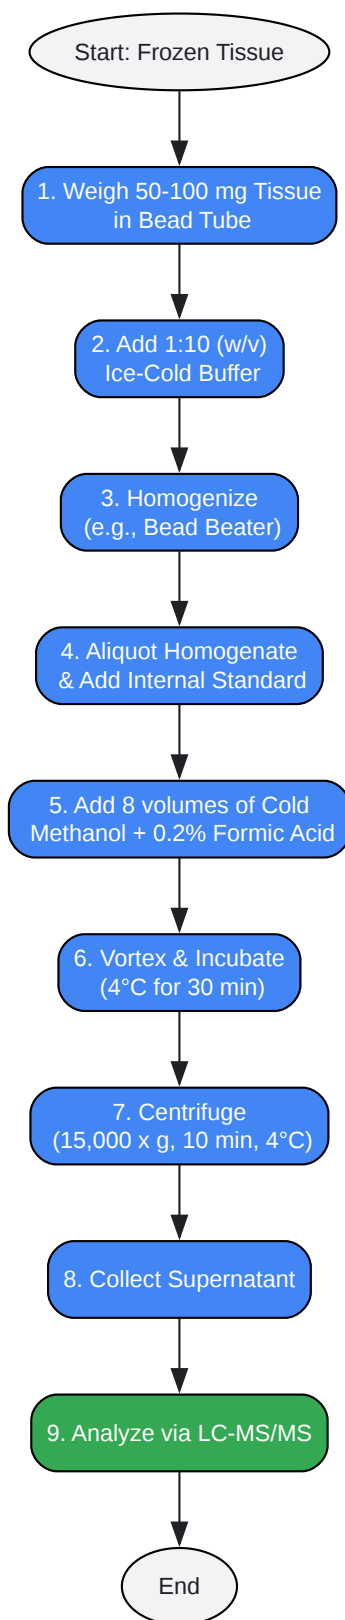 Start: Frozen Tissue
1. Weigh 50-100 mg Tissue
in Bead Tube
2. Add 1:10 (w/v)
Ice-Cold Buffer
3. Homogenize
(e.g., Bead Beater)
4. Aliquot Homogenate
& Add Internal Standard
5. Add 8 volumes of Cold
Methanol + 0.2% Formic Acid
6. Vortex & Incubate
(4°C for 30 min)
7. Centrifuge
(15,000 x g, 10 min, 4°C)
8. Collect Supernatant
9. Analyze via LC-MS/MS
End